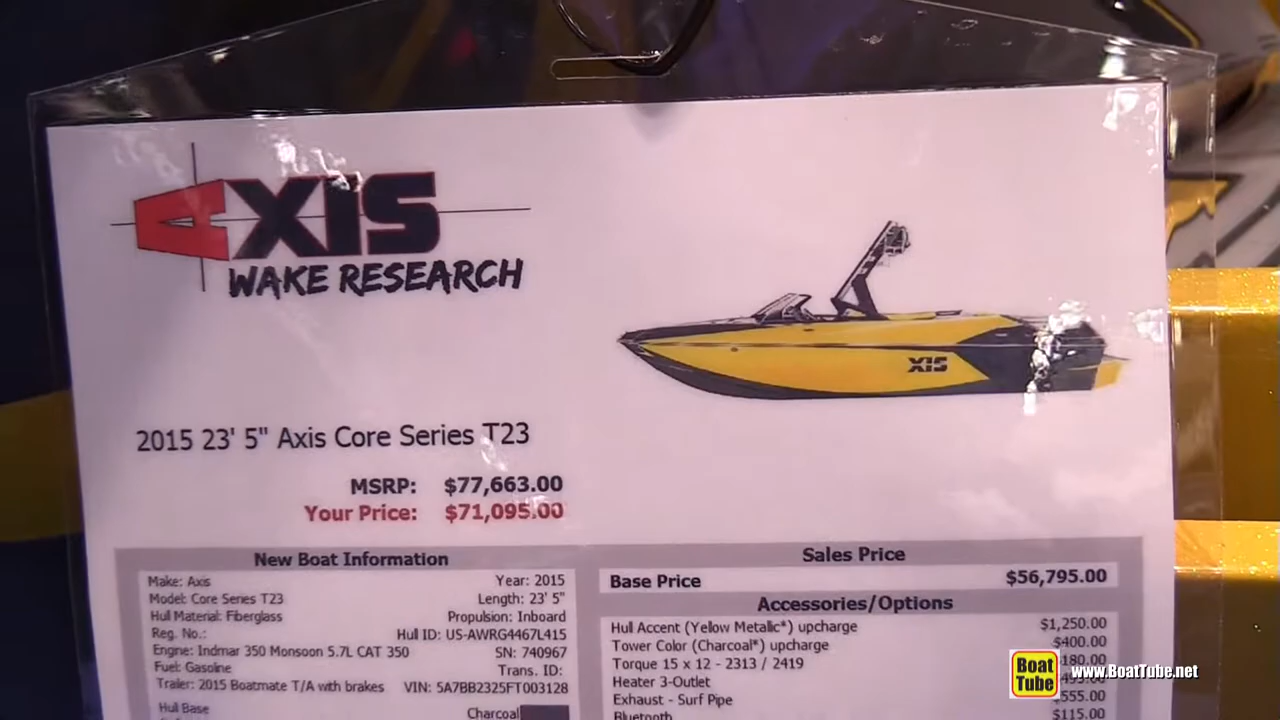 AXIS
WAKE RESEARCH
XIS
2015 23' 5" Axis Core Series T23
MSRP: $77,663.00
Your Price: $71,095.00
New Boat Information
Make: Axis Year: 2015
Model: Core Series T23 Length: 23' 5"
Hull Material: Fiberglass Propulsion: Inboard
Reg. No.: Hull ID: US-AWRG4467L415
Engine: Indmar 350 Monsoon 5.7L CAT 350 SN: 740967
Fuel: Gasoline Trans. ID:
Trailer: 2015 Boatmate T/A with brakes VIN: 5A7BB2325FT003128
Hull Base Charcoal
Sales Price
Base Price $56,795.00
Accessories/Options
Hull Accent (Yellow Metallic*) upcharge $1,250.00
Tower Color (Charcoal*) upcharge $400.00
Torque 15 x 12 - 2313 / 2419 180.00
Heater 3-Outlet
Exhaust - Surf Pipe $555.00
Bluetooth $115.00
Boat Tube www.BoatTube.net